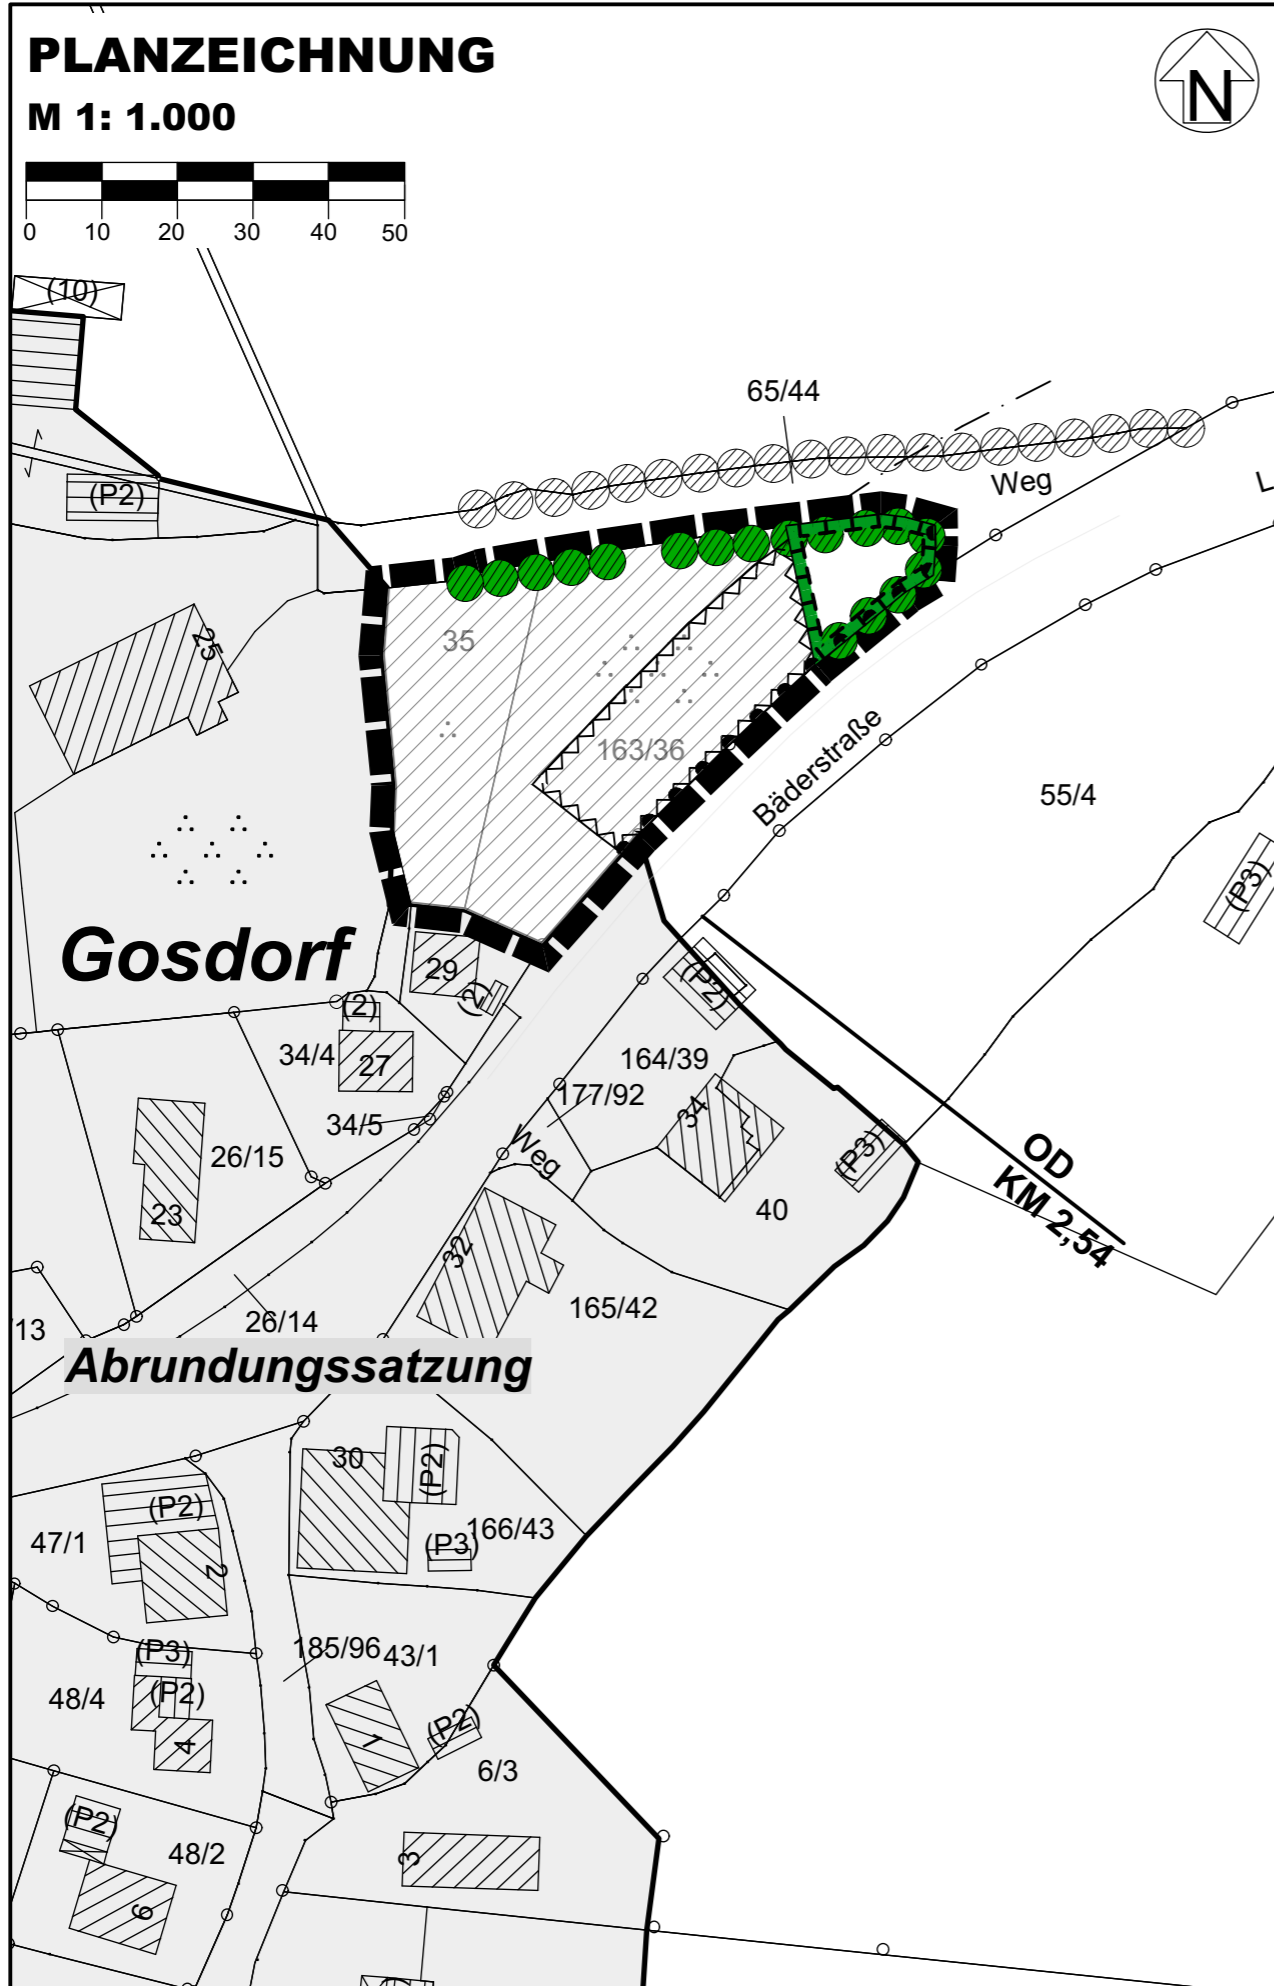 PLANZEICHNUNG
N
M 1: 1.000
0 10 20 30 40 50
(10)
65/44
Weg
L
(P2)
35
25
163/36
Bäderstraße
55/4
(P3)
Gosdorf
29
(2)
(2)
(P2)
34/4
27
164/39
177/92
34
34/5
Weg
(P3)
26/15
OD
KM 2,54
23
40
32
165/42
26/14
/13
Abrundungssatzung
30
(P2)
(P2)
47/1
(P3)
166/43
2
185/96
43/1
(P3)
(P2)
48/4
4
1
(P2)
6/3
(P2)
48/2
3
6